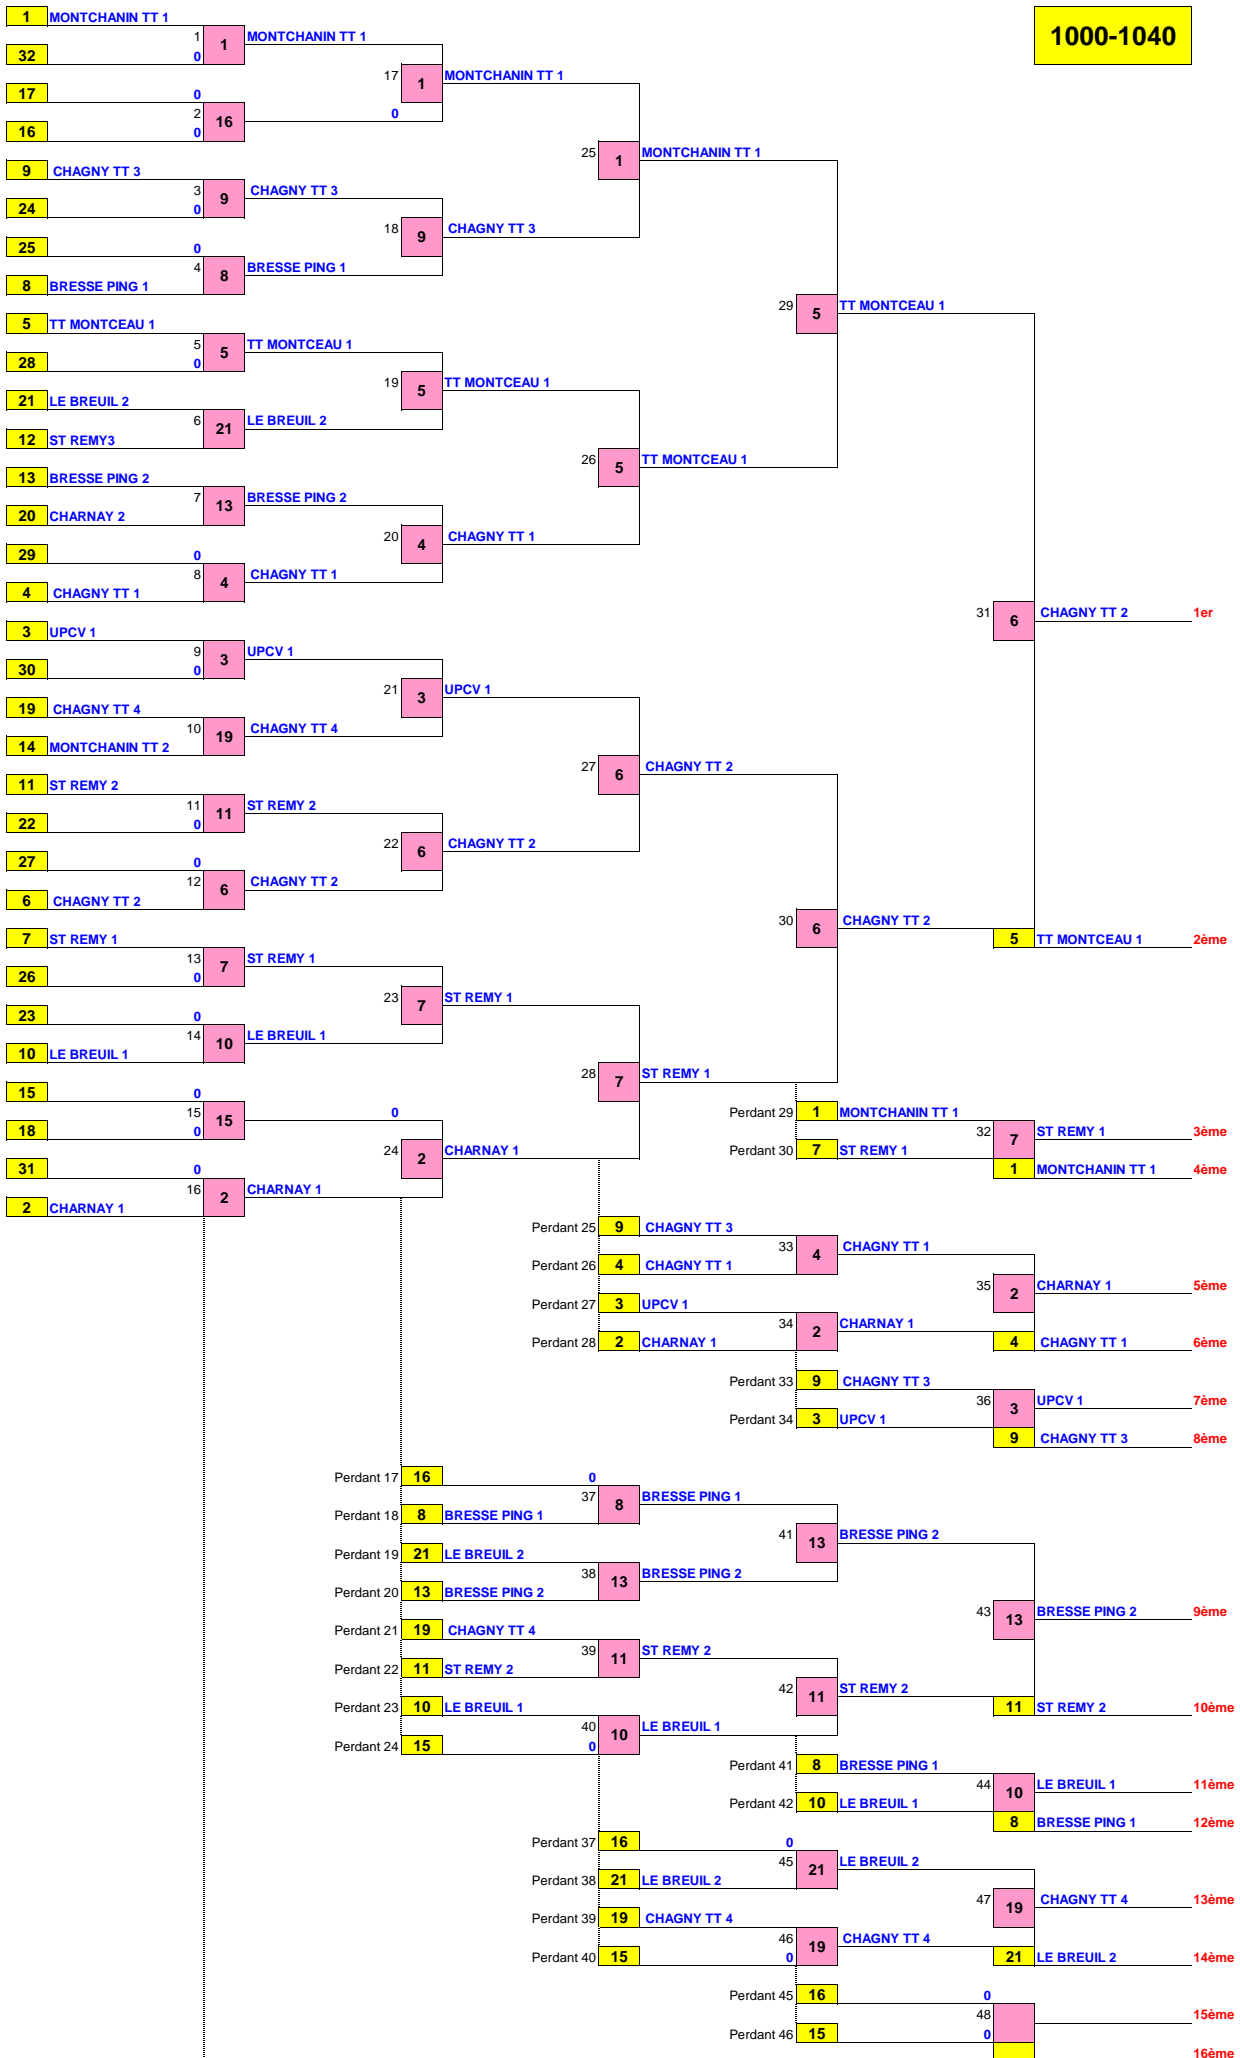 1 MONTCHANIN TT 1
1000-1040
1 1 MONTCHANIN TT 1
32 0
17 1 MONTCHANIN TT 1
17 0
2 16 0
16 0
25 1 MONTCHANIN TT 1
9 CHAGNY TT 3
3 9 CHAGNY TT 3
24 0
18 9 CHAGNY TT 3
25 0
4 8 BRESSE PING 1
8 BRESSE PING 1
29 5 TT MONTCEAU 1
5 TT MONTCEAU 1
5 5 TT MONTCEAU 1
28 0
19 5 TT MONTCEAU 1
21 LE BREUIL 2
6 21 LE BREUIL 2
12 ST REMY3
26 5 TT MONTCEAU 1
13 BRESSE PING 2
7 13 BRESSE PING 2
20 CHARNAY 2
20 4 CHAGNY TT 1
29 0
8 4 CHAGNY TT 1
4 CHAGNY TT 1
31 6 CHAGNY TT 2 1er
3 UPCV 1
9 3 UPCV 1
30 0
21 3 UPCV 1
19 CHAGNY TT 4
10 19 CHAGNY TT 4
14 MONTCHANIN TT 2
27 6 CHAGNY TT 2
11 ST REMY 2
11 11 ST REMY 2
22 0
22 6 CHAGNY TT 2
27 0
12 6 CHAGNY TT 2
6 CHAGNY TT 2
30 6 CHAGNY TT 2
7 ST REMY 1
5 TT MONTCEAU 1 2ème
13 7 ST REMY 1
26 0
23 7 ST REMY 1
23 0
14 10 LE BREUIL 1
10 LE BREUIL 1
28 7 ST REMY 1
15 0
15 15 0
18 0
Perdant 29 1 MONTCHANIN TT 1
32 7 ST REMY 1 3ème
24 2 CHARNAY 1
Perdant 30 7 ST REMY 1
31 0
1 MONTCHANIN TT 1 4ème
16 2 CHARNAY 1
2 CHARNAY 1
Perdant 25 9 CHAGNY TT 3
33 4 CHAGNY TT 1
Perdant 26 4 CHAGNY TT 1
35 2 CHARNAY 1 5ème
Perdant 27 3 UPCV 1
34 2 CHARNAY 1
Perdant 28 2 CHARNAY 1
4 CHAGNY TT 1 6ème
Perdant 33 9 CHAGNY TT 3
36 3 UPCV 1 7ème
Perdant 34 3 UPCV 1
9 CHAGNY TT 3 8ème
Perdant 17 16 0
37 8 BRESSE PING 1
Perdant 18 8 BRESSE PING 1
41 13 BRESSE PING 2
Perdant 19 21 LE BREUIL 2
38 13 BRESSE PING 2
Perdant 20 13 BRESSE PING 2
43 13 BRESSE PING 2 9ème
Perdant 21 19 CHAGNY TT 4
39 11 ST REMY 2
Perdant 22 11 ST REMY 2
42 11 ST REMY 2
Perdant 23 10 LE BREUIL 1
11 ST REMY 2 10ème
40 10 LE BREUIL 1
Perdant 24 15 0
Perdant 41 8 BRESSE PING 1
44 10 LE BREUIL 1 11ème
Perdant 42 10 LE BREUIL 1
8 BRESSE PING 1 12ème
Perdant 37 16 0
45 21 LE BREUIL 2
Perdant 38 21 LE BREUIL 2
47 19 CHAGNY TT 4 13ème
Perdant 39 19 CHAGNY TT 4
46 19 CHAGNY TT 4
Perdant 40 15 0
21 LE BREUIL 2 14ème
Perdant 45 16 0
48 15ème
Perdant 46 15 0
16ème